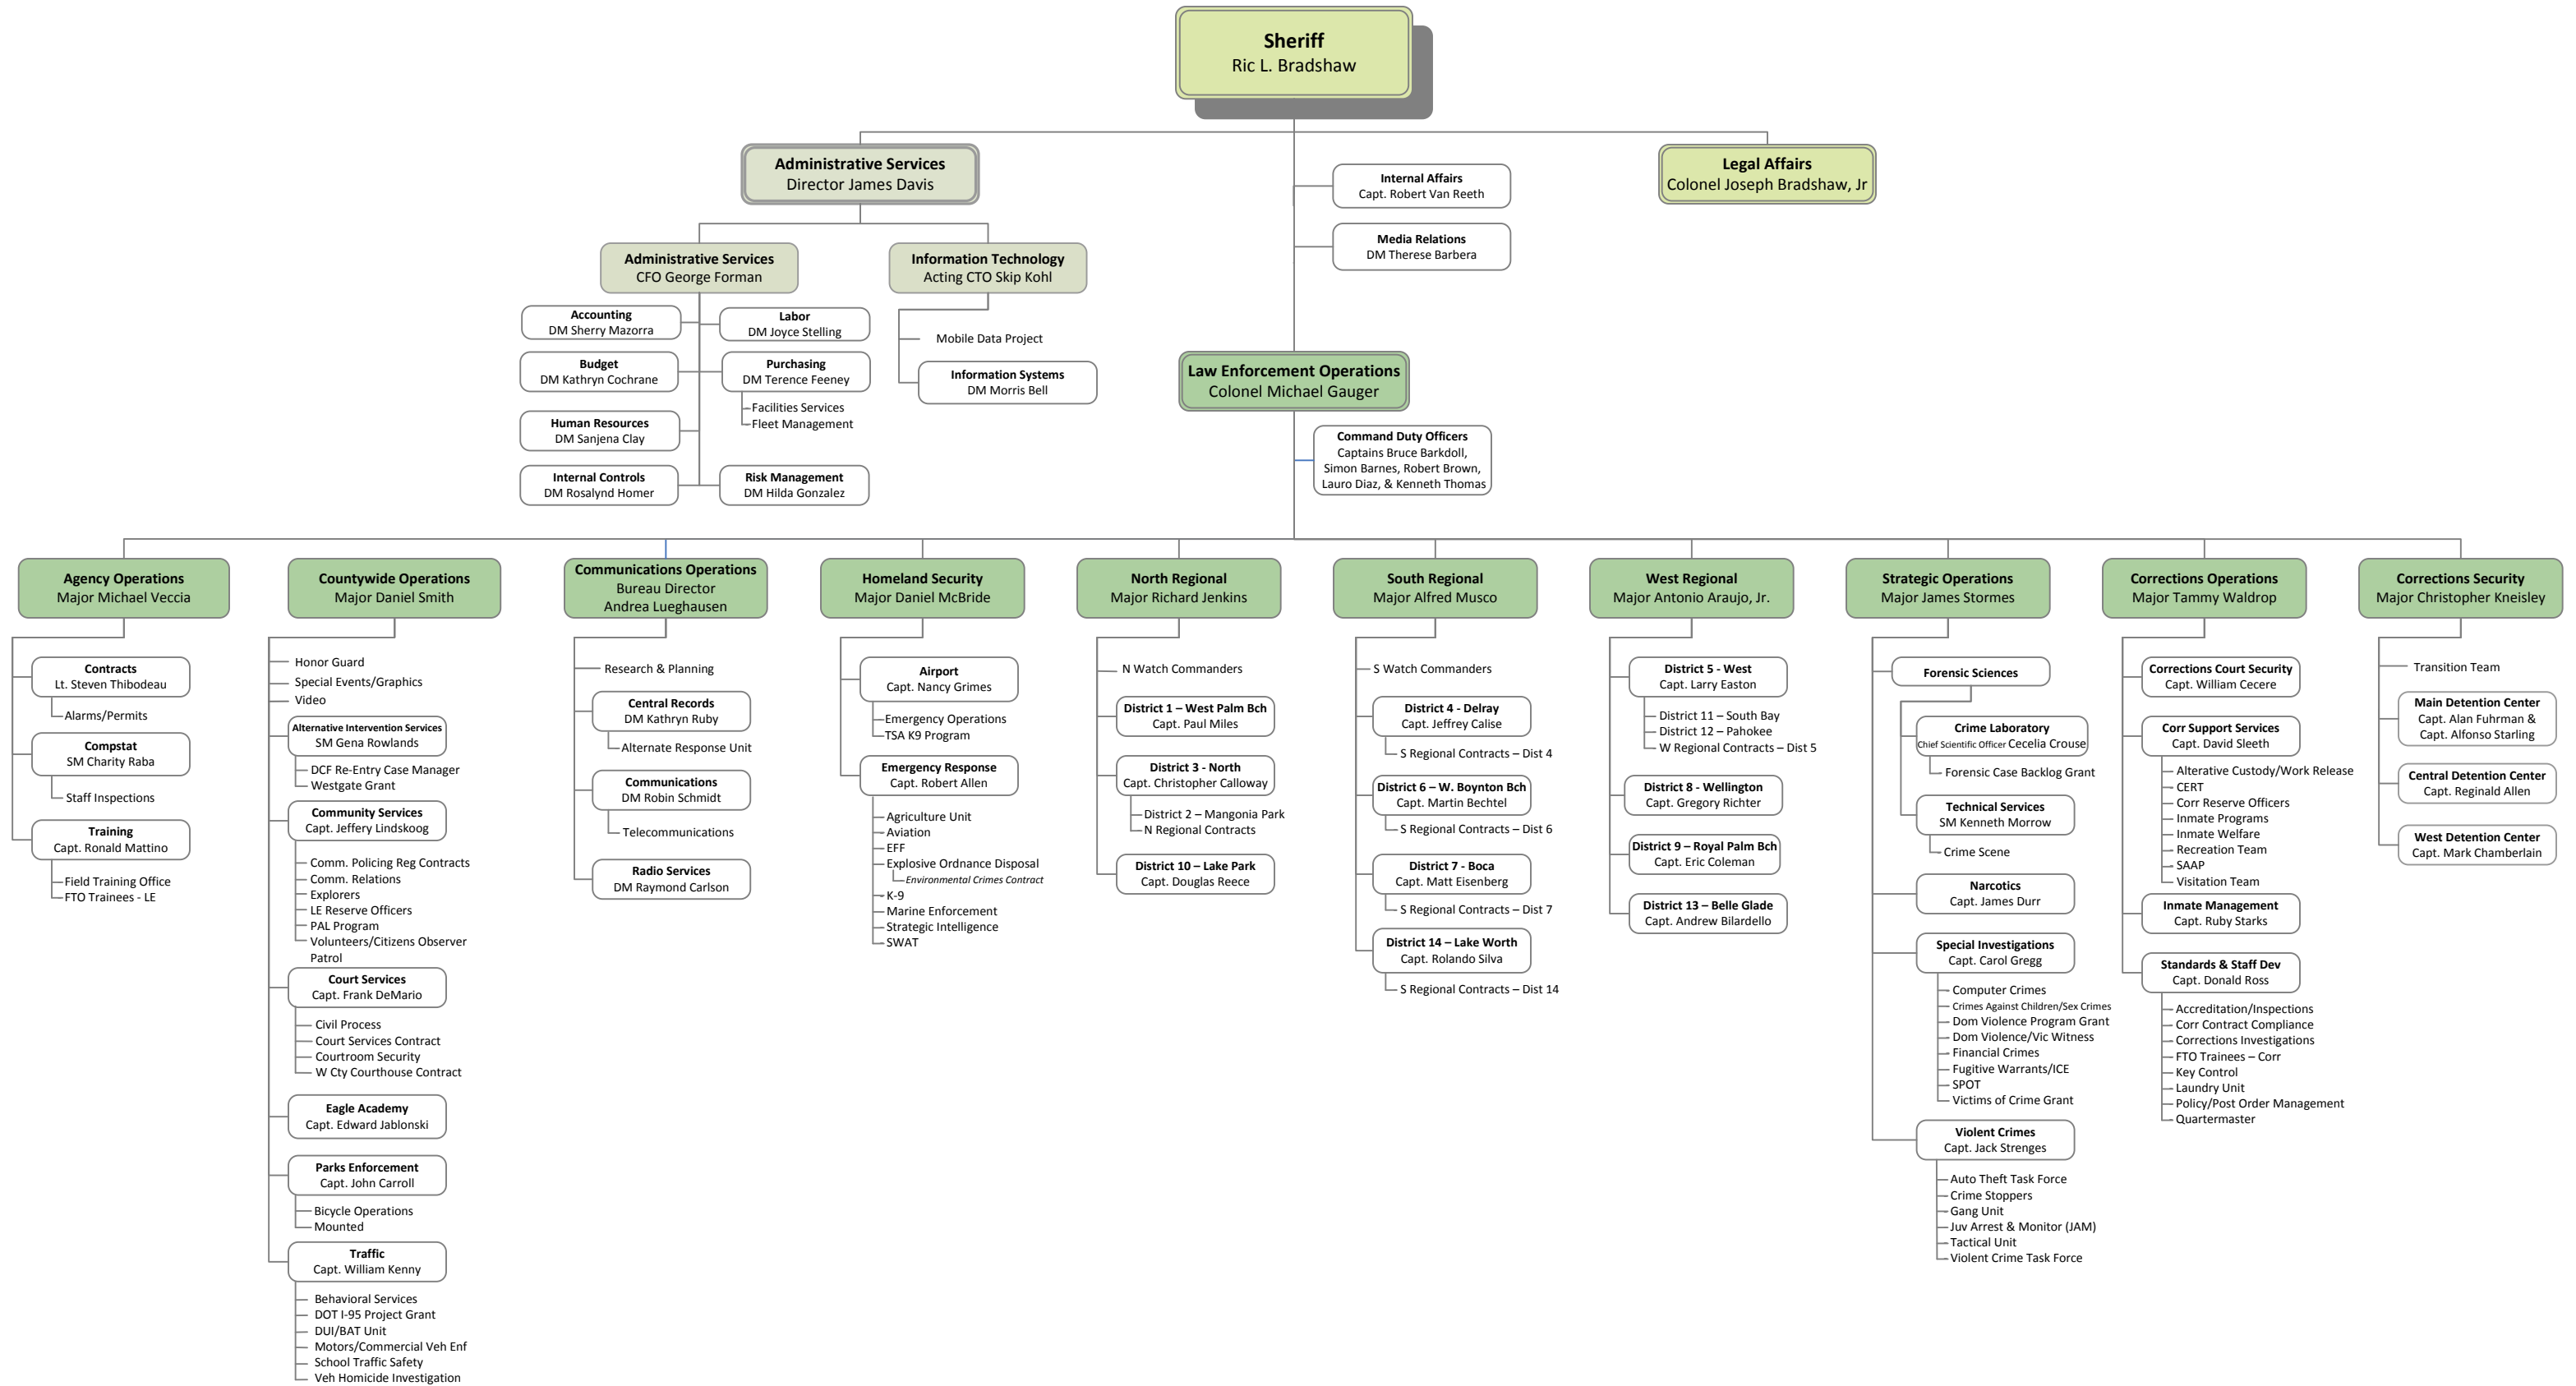 Sheriff
Ric L. Bradshaw
Administrative Services
Director James Davis
Internal Affairs
Capt. Robert Van Reeth
Media Relations
DM Therese Barbera
Legal Affairs
Colonel Joseph Bradshaw, Jr
Administrative Services
CFO George Forman
Information Technology
Acting CTO Skip Kohl
Accounting
DM Sherry Mazorra
Labor
DM Joyce Stelling
Budget
DM Kathryn Cochrane
Purchasing
DM Terence Feeney
Facilities Services
Fleet Management
Human Resources
DM Sanjena Clay
Internal Controls
DM Rosalynd Homer
Risk Management
DM Hilda Gonzalez
Mobile Data Project
Information Systems
DM Morris Bell
Law Enforcement Operations
Colonel Michael Gauger
Command Duty Officers
Captains Bruce Barkdoll,
Simon Barnes, Robert Brown,
Lauro Diaz, & Kenneth Thomas
Agency Operations
Major Michael Veccia
Contracts
Lt. Steven Thibodeau
Alarms/Permits
Compstat
SM Charity Raba
Staff Inspections
Training
Capt. Ronald Mattino
Field Training Office
FTO Trainees - LE
Countywide Operations
Major Daniel Smith
Honor Guard
Special Events/Graphics
Video
Alternative Intervention Services
SM Gena Rowlands
DCF Re-Entry Case Manager
Westgate Grant
Community Services
Capt. Jeffery Lindskoog
Comm. Policing Reg Contracts
Comm. Relations
Explorers
LE Reserve Officers
PAL Program
Volunteers/Citizens Observer
Patrol
Court Services
Capt. Frank DeMario
Civil Process
Court Services Contract
Courtroom Security
W Cty Courthouse Contract
Eagle Academy
Capt. Edward Jablonski
Parks Enforcement
Capt. John Carroll
Bicycle Operations
Mounted
Traffic
Capt. William Kenny
Behavioral Services
DOT I-95 Project Grant
DUI/BAT Unit
Motors/Commercial Veh Enf
School Traffic Safety
Veh Homicide Investigation
Communications Operations
Bureau Director
Andrea Lueghausen
Research & Planning
Central Records
DM Kathryn Ruby
Alternate Response Unit
Communications
DM Robin Schmidt
Telecommunications
Radio Services
DM Raymond Carlson
Homeland Security
Major Daniel McBride
Airport
Capt. Nancy Grimes
Emergency Operations
TSA K9 Program
Emergency Response
Capt. Robert Allen
Agriculture Unit
Aviation
EFF
Explosive Ordnance Disposal
Environmental Crimes Contract
K-9
Marine Enforcement
Strategic Intelligence
SWAT
North Regional
Major Richard Jenkins
N Watch Commanders
District 1 – West Palm Bch
Capt. Paul Miles
District 3 - North
Capt. Christopher Calloway
District 2 – Mangonia Park
N Regional Contracts
District 10 – Lake Park
Capt. Douglas Reece
South Regional
Major Alfred Musco
S Watch Commanders
District 4 - Delray
Capt. Jeffrey Calise
S Regional Contracts – Dist 4
District 6 – W. Boynton Bch
Capt. Martin Bechtel
S Regional Contracts – Dist 6
District 7 - Boca
Capt. Matt Eisenberg
S Regional Contracts – Dist 7
District 14 – Lake Worth
Capt. Rolando Silva
S Regional Contracts – Dist 14
West Regional
Major Antonio Araujo, Jr.
District 5 - West
Capt. Larry Easton
District 11 – South Bay
District 12 – Pahokee
W Regional Contracts – Dist 5
District 8 - Wellington
Capt. Gregory Richter
District 9 – Royal Palm Bch
Capt. Eric Coleman
District 13 – Belle Glade
Capt. Andrew Bilardello
Strategic Operations
Major James Stormes
Forensic Sciences
Crime Laboratory
Chief Scientific Officer Cecelia Crouse
Forensic Case Backlog Grant
Technical Services
SM Kenneth Morrow
Crime Scene
Narcotics
Capt. James Durr
Special Investigations
Capt. Carol Gregg
Computer Crimes
Crimes Against Children/Sex Crimes
Dom Violence Program Grant
Dom Violence/Vic Witness
Financial Crimes
Fugitive Warrants/ICE
SPOT
Victims of Crime Grant
Violent Crimes
Capt. Jack Strenges
Auto Theft Task Force
Crime Stoppers
Gang Unit
Juv Arrest & Monitor (JAM)
Tactical Unit
Violent Crime Task Force
Corrections Operations
Major Tammy Waldrop
Corrections Court Security
Capt. William Cecere
Corr Support Services
Capt. David Sleeth
Alterative Custody/Work Release
CERT
Corr Reserve Officers
Inmate Programs
Inmate Welfare
Recreation Team
SAAP
Visitation Team
Inmate Management
Capt. Ruby Starks
Standards & Staff Dev
Capt. Donald Ross
Accreditation/Inspections
Corr Contract Compliance
Corrections Investigations
FTO Trainees – Corr
Key Control
Laundry Unit
Policy/Post Order Management
Quartermaster
Corrections Security
Major Christopher Kneisley
Transition Team
Main Detention Center
Capt. Alan Fuhrman &
Capt. Alfonso Starling
Central Detention Center
Capt. Reginald Allen
West Detention Center
Capt. Mark Chamberlain